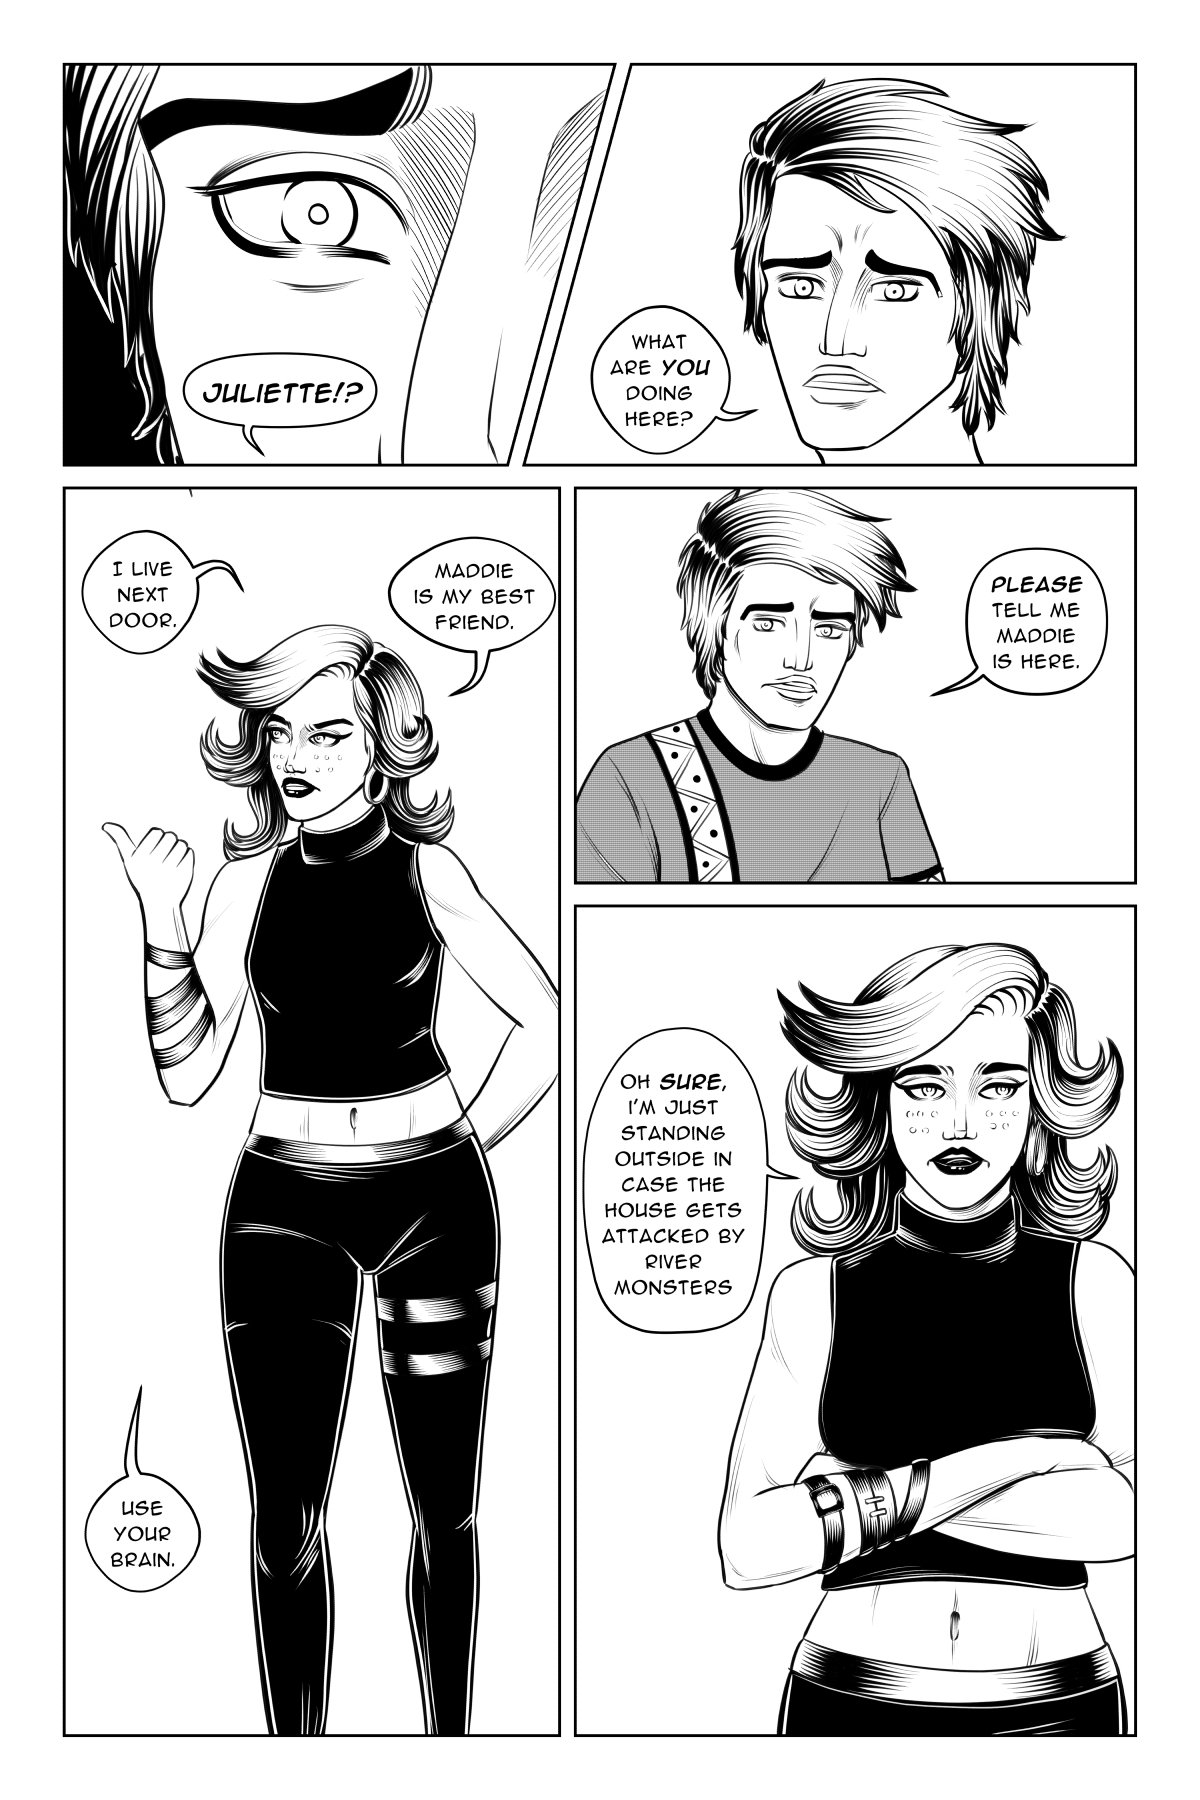 JULIETTE!?
WHAT
ARE YOU
DOING
HERE?
I LIVE
NEXT
DOOR.
MADDIE
IS MY BEST
FRIEND.
USE
YOUR
BRAIN.
PLEASE
TELL ME
MADDIE
IS HERE.
OH SURE,
I'M JUST
STANDING
OUTSIDE IN
CASE THE
HOUSE GETS
ATTACKED BY
RIVER
MONSTERS